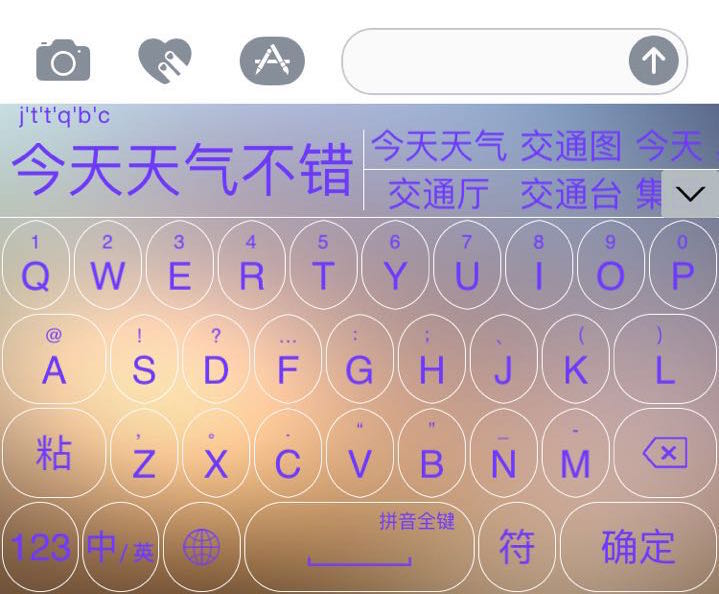 j't't'q'b'c
今天天气不错
今天天气 交通图 今天
交通厅 交通台 集
1 2 3 4 5 6 7 8 9 0
Q W E R T Y U I O P
@ ! ? … : ; 、 ( )
A S D F G H J K L
, 。 . “ ” _ -
粘 Z X C V B N M
拼音全键
123 中/英 符 确定